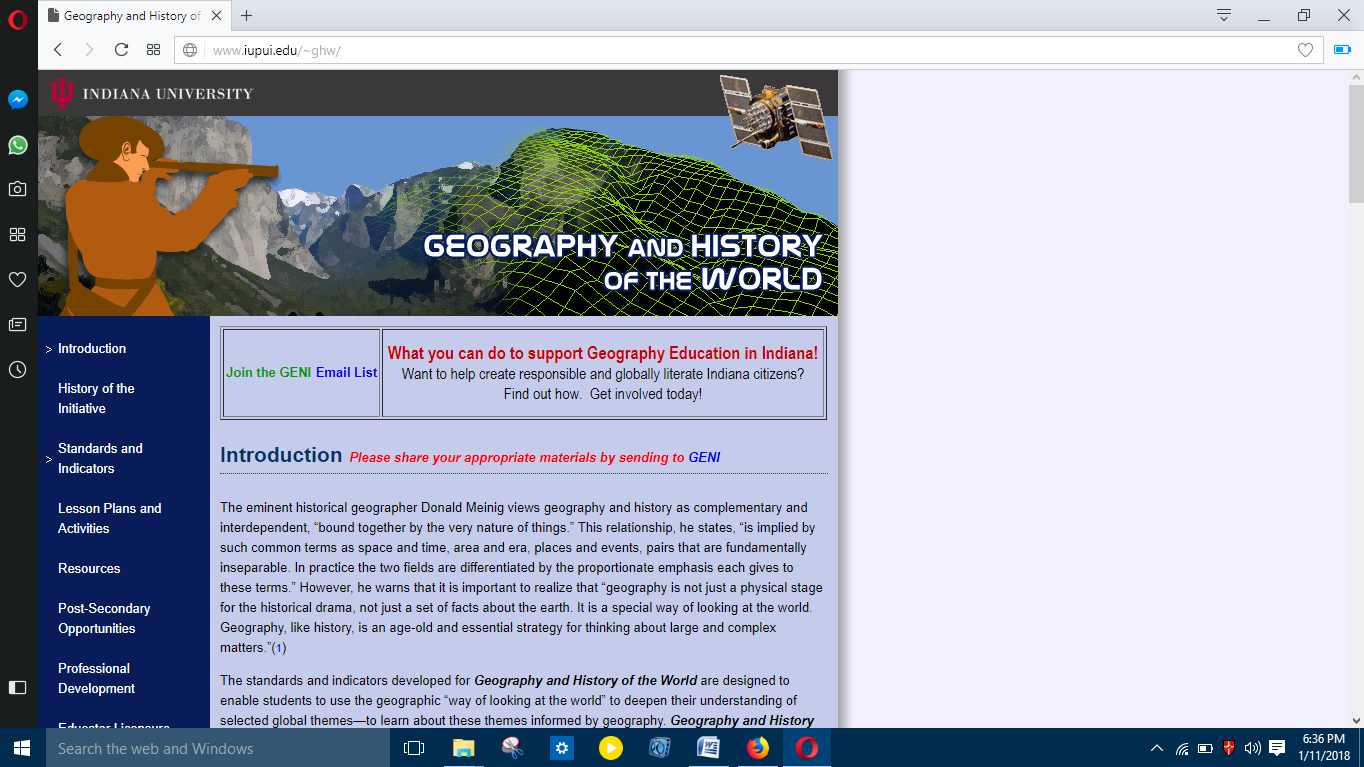 Geography and History of
www.iupui.edu/~ghw/
INDIANA UNIVERSITY
GEOGRAPHY AND HISTORY
OF THE WORLD
> Introduction
History of the
Initiative
> Standards and
Indicators
Lesson Plans and
Activities
Resources
Post-Secondary
Opportunities
Professional
Development
Educator Licensure
Join the GENI Email List
What you can do to support Geography Education in Indiana!
Want to help create responsible and globally literate Indiana citizens?
Find out how. Get involved today!
Introduction Please share your appropriate materials by sending to GENI
The eminent historical geographer Donald Meinig views geography and history as complementary and
interdependent, “bound together by the very nature of things.” This relationship, he states, “is implied by
such common terms as space and time, area and era, places and events, pairs that are fundamentally
inseparable. In practice the two fields are differentiated by the proportionate emphasis each gives to
these terms.” However, he warns that it is important to realize that “geography is not just a physical stage
for the historical drama, not just a set of facts about the earth. It is a special way of looking at the world.
Geography, like history, is an age-old and essential strategy for thinking about large and complex
matters.”(1)
The standards and indicators developed for Geography and History of the World are designed to
enable students to use the geographic “way of looking at the world” to deepen their understanding of
selected global themes—to learn about these themes informed by geography. Geography and History
Search the web and Windows
6:36 PM
1/11/2018